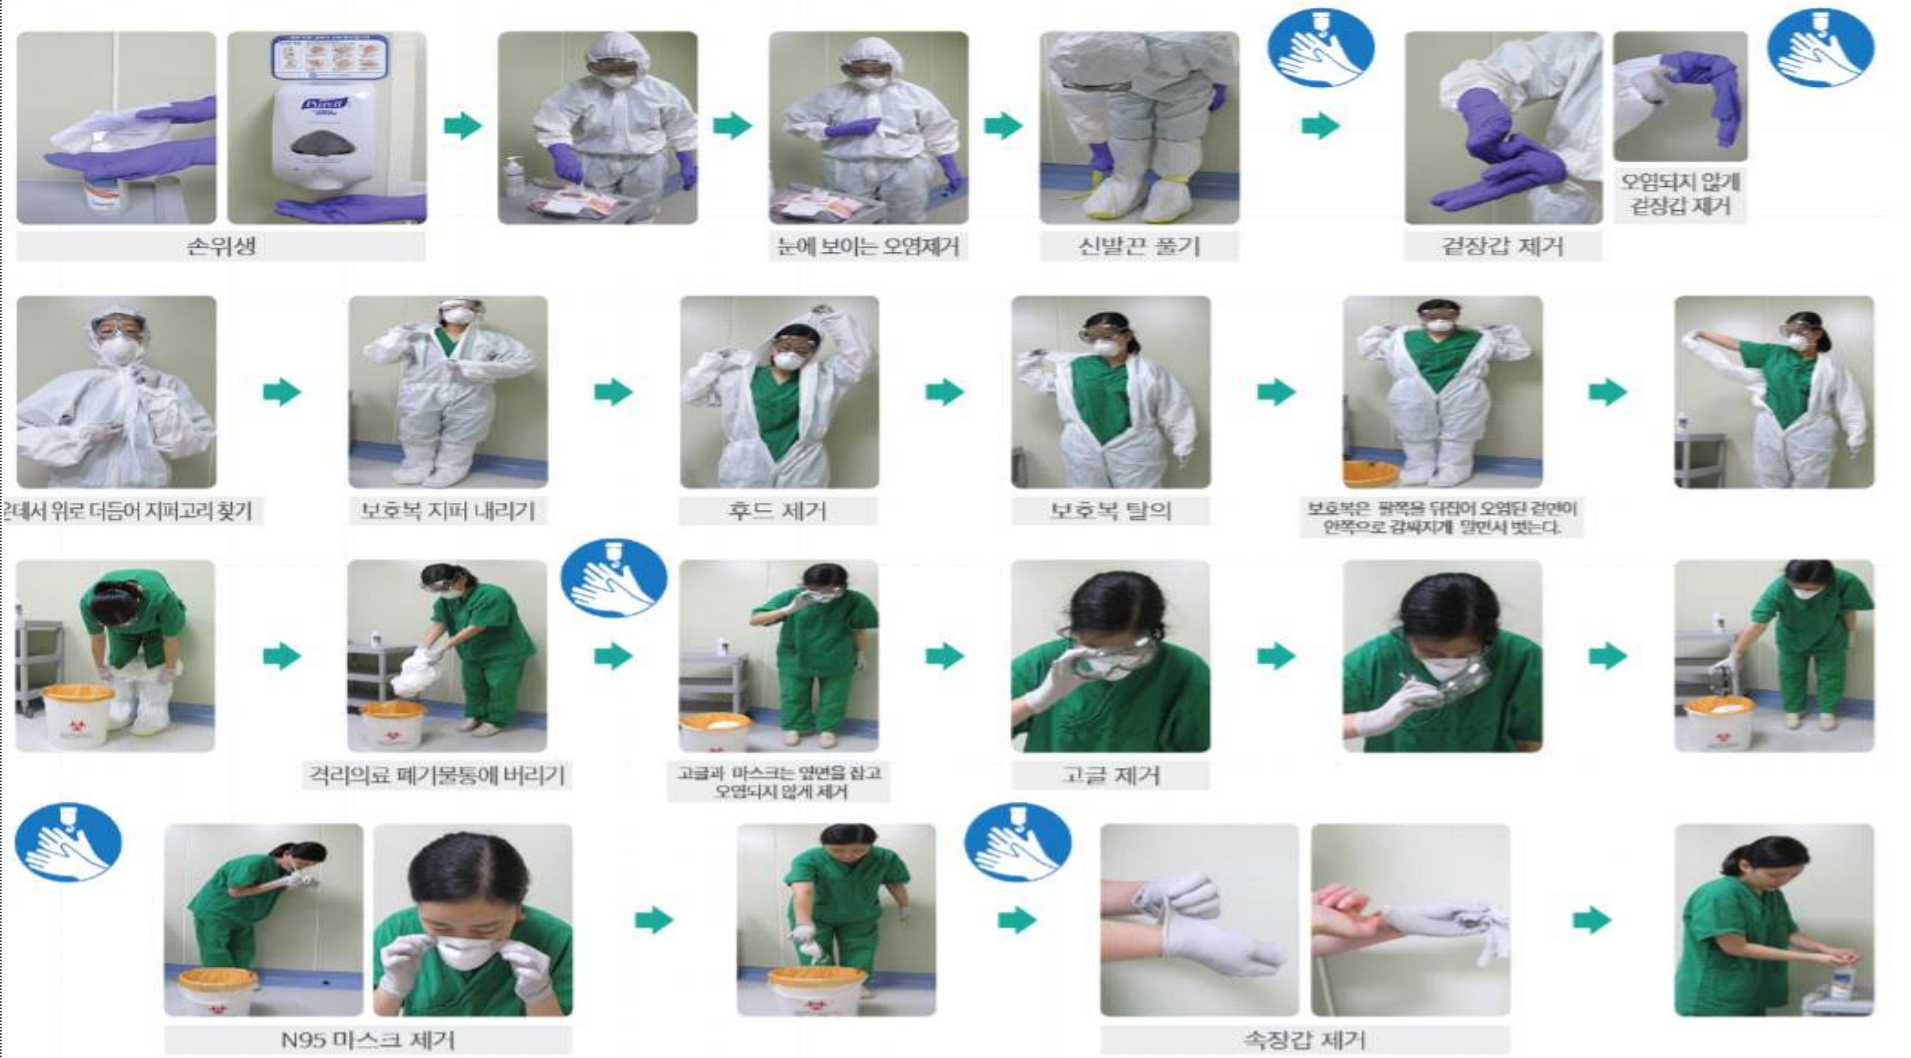 손위생
눈에 보이는 오염제거
신발끈 풀기
겉장갑 제거
오염되지 않게
겉장갑 제거
운데서 위로 더듬어 지퍼고리 찾기
보호복 지퍼 내리기
후드 제거
보호복 탈의
보호복은 팔쪽을 뒤집어 오염된 겉면이
안쪽으로 감싸지게 말면서 벗는다.
격리의료 폐기물통에 버리기
고글과 마스크는 옆면을 잡고
오염되지 않게 제거
고글 제거
N95 마스크 제거
속장갑 제거